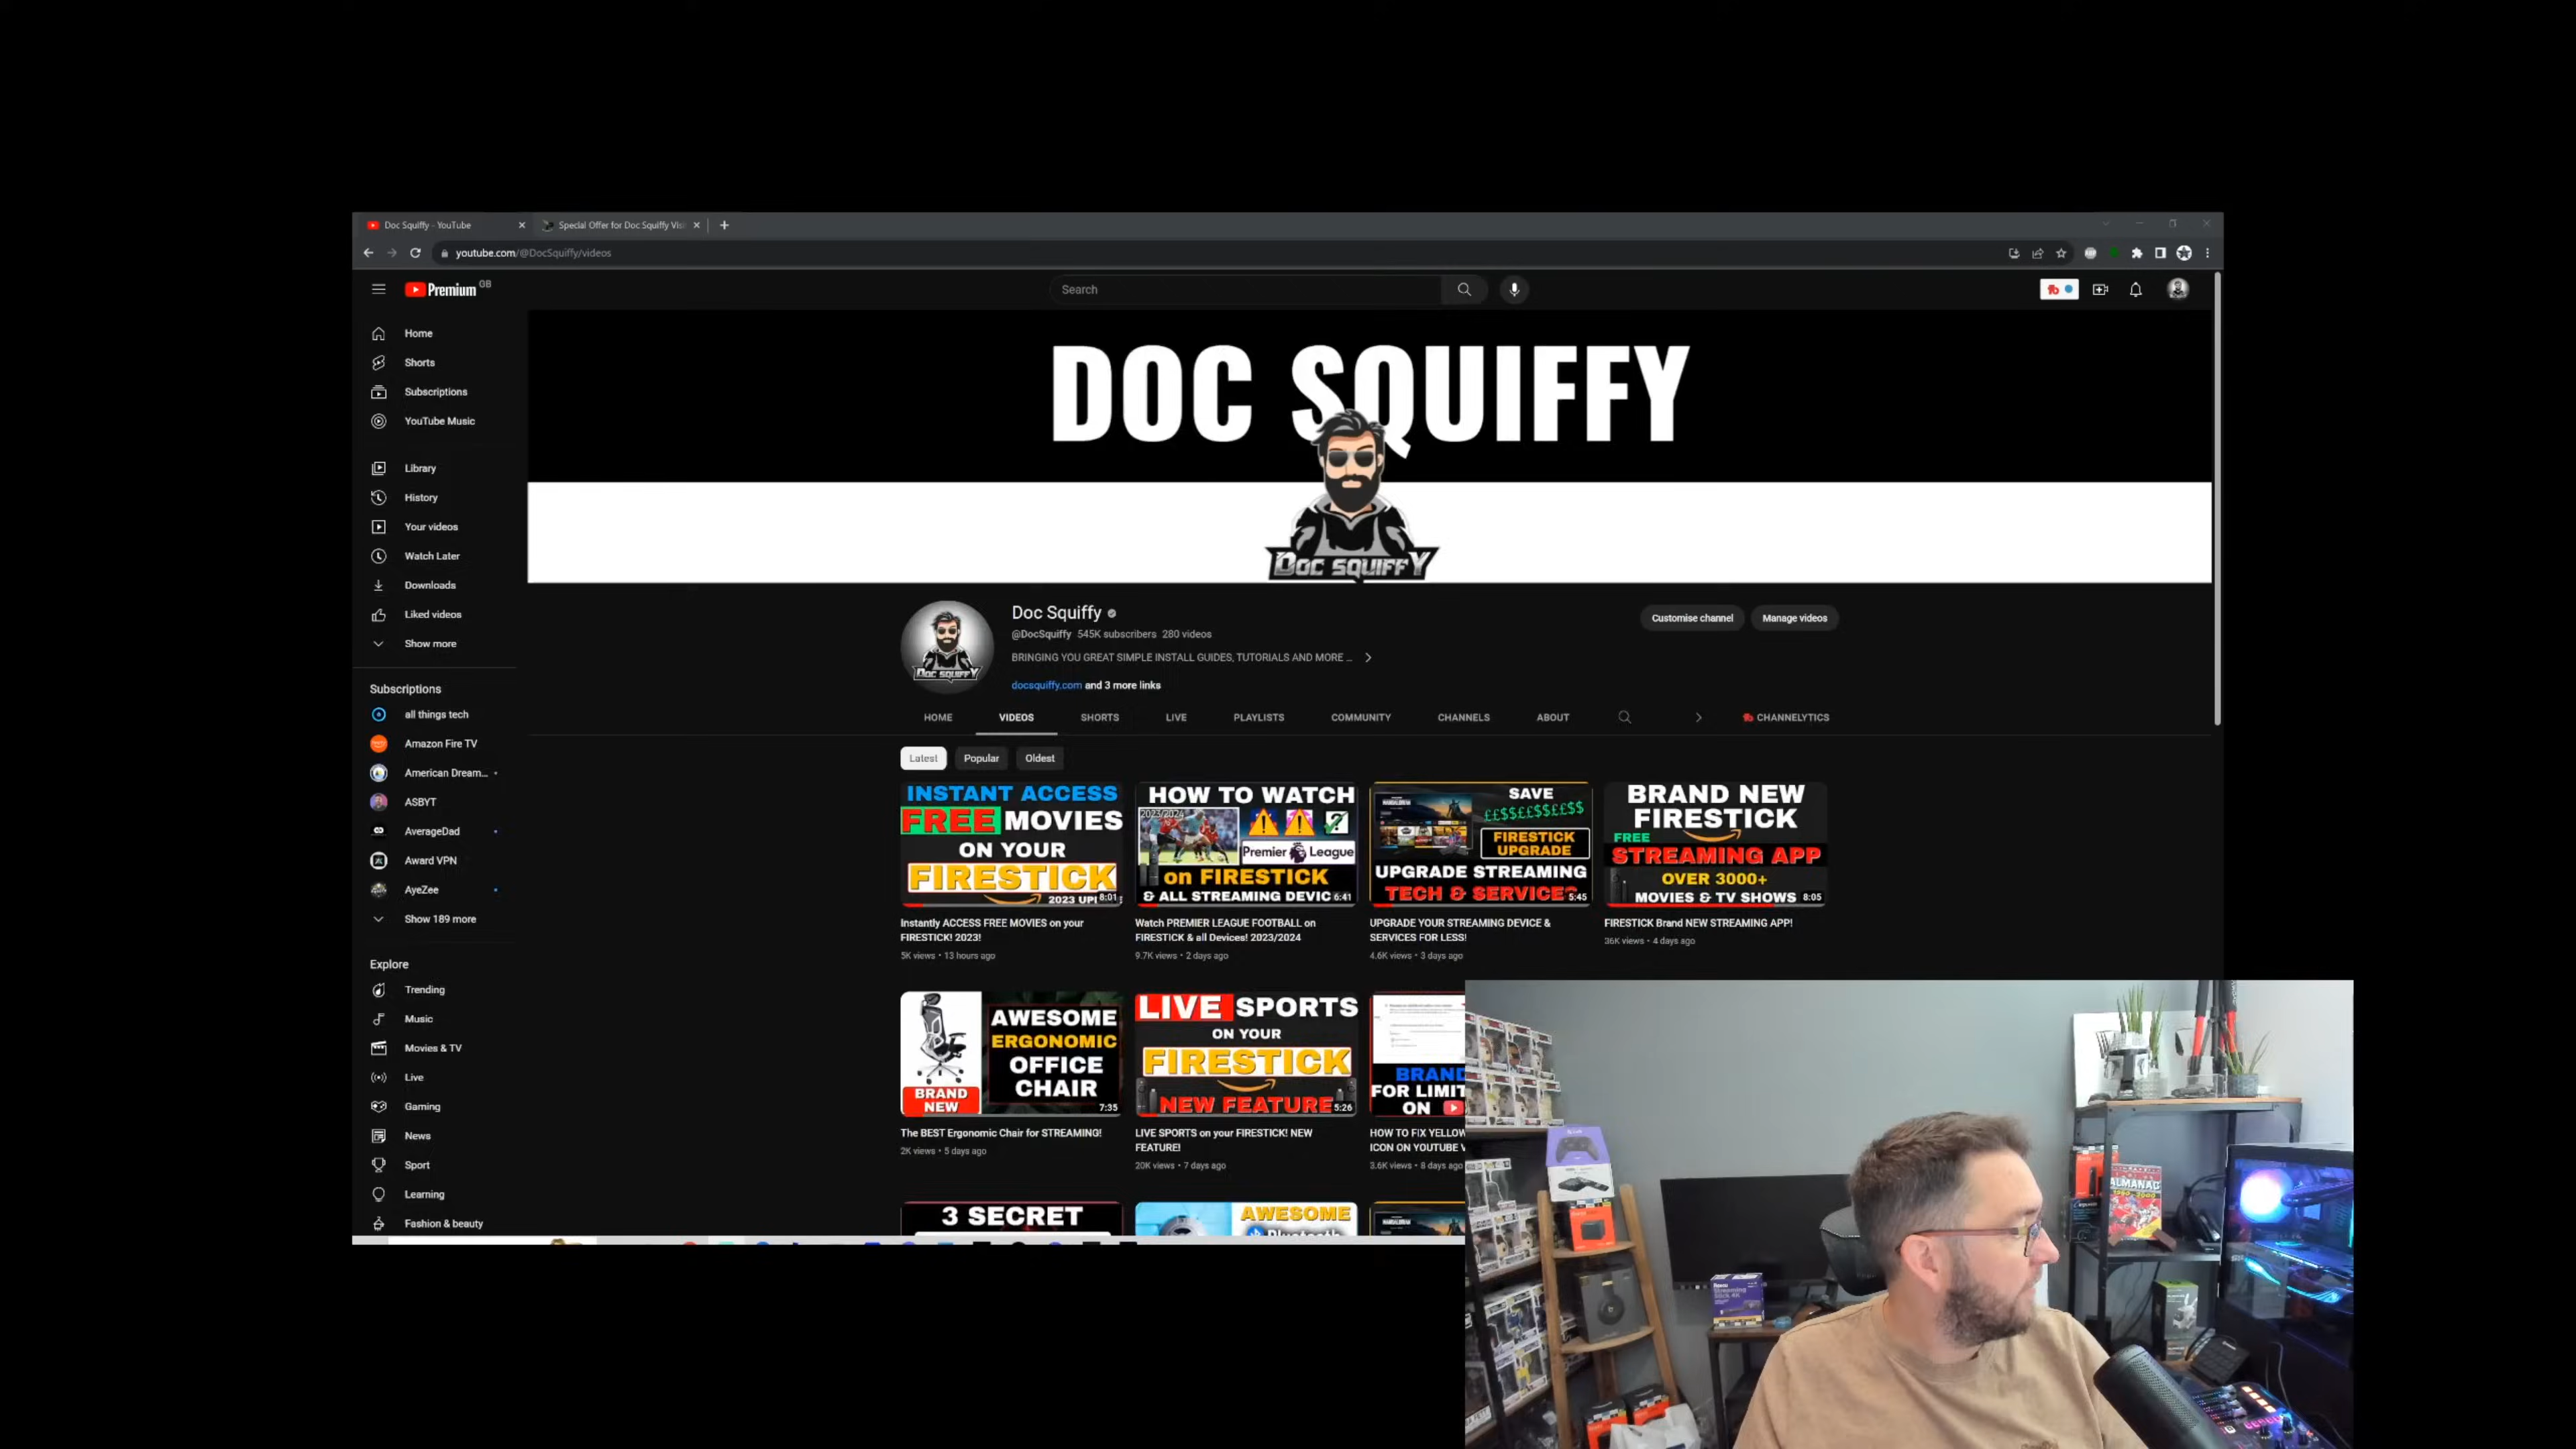 Doc Squiffy - YouTube
Special Offer for Doc Squiffy Visi
youtube.com/@DocSquiffy/videos
Premium GB
Search
Home
Shorts
Subscriptions
YouTube Music
Library
History
Your videos
Watch Later
Downloads
Liked videos
Show more
Subscriptions
all things tech
Amazon Fire TV
American Dream...
ASBYT
AverageDad
Award VPN
AyeZee
Show 189 more
Explore
Trending
Music
Movies & TV
Live
Gaming
News
Sport
Learning
Fashion & beauty
DOC SQUIFFY
DOC SQUIFFY
DOC SQUIFFY
Doc Squiffy
@DocSquiffy 545K subscribers 280 videos
BRINGING YOU GREAT SIMPLE INSTALL GUIDES, TUTORIALS AND MORE ...
docsquiffy.com and 3 more links
Customise channel
Manage videos
HOME
VIDEOS
SHORTS
LIVE
PLAYLISTS
COMMUNITY
CHANNELS
ABOUT
CHANNELYTICS
Latest
Popular
Oldest
INSTANT ACCESS
FREE MOVIES
ON YOUR
FIRESTICK
2023
8:01
Instantly ACCESS FREE MOVIES on your
FIRESTICK! 2023!
5K views • 13 hours ago
HOW TO WATCH
2023/2024
Premier League
on FIRESTICK
& ALL STREAMING DEVIC
6:41
Watch PREMIER LEAGUE FOOTBALL on
FIRESTICK & all Devices! 2023/2024
9.7K views • 2 days ago
SAVE
££$££$$££$$
FIRESTICK
UPGRADE
UPGRADE STREAMING
TECH & SERVICES
5:45
UPGRADE YOUR STREAMING DEVICE &
SERVICES FOR LESS!
4.6K views • 3 days ago
BRAND NEW
FIRESTICK
FREE
STREAMING APP
OVER 3000+
MOVIES & TV SHOWS
8:05
FIRESTICK Brand NEW STREAMING APP!
36K views • 4 days ago
AWESOME
ERGONOMIC
OFFICE
CHAIR
BRAND
NEW
7:35
The BEST Ergonomic Chair for STREAMING!
2K views • 5 days ago
LIVE SPORTS
ON YOUR
FIRESTICK
NEW FEATURE
5:26
LIVE SPORTS on your FIRESTICK! NEW
FEATURE!
20K views • 7 days ago
BRAND
FOR LIMIT
ON
HOW TO FIX YELLOW
ICON ON YOUTUBE V
3.6K views • 8 days ago
3 SECRET
AWESOME
Bluetooth
MANDALORIAN
ALMANAC
Roku
Streaming
Stick 4K